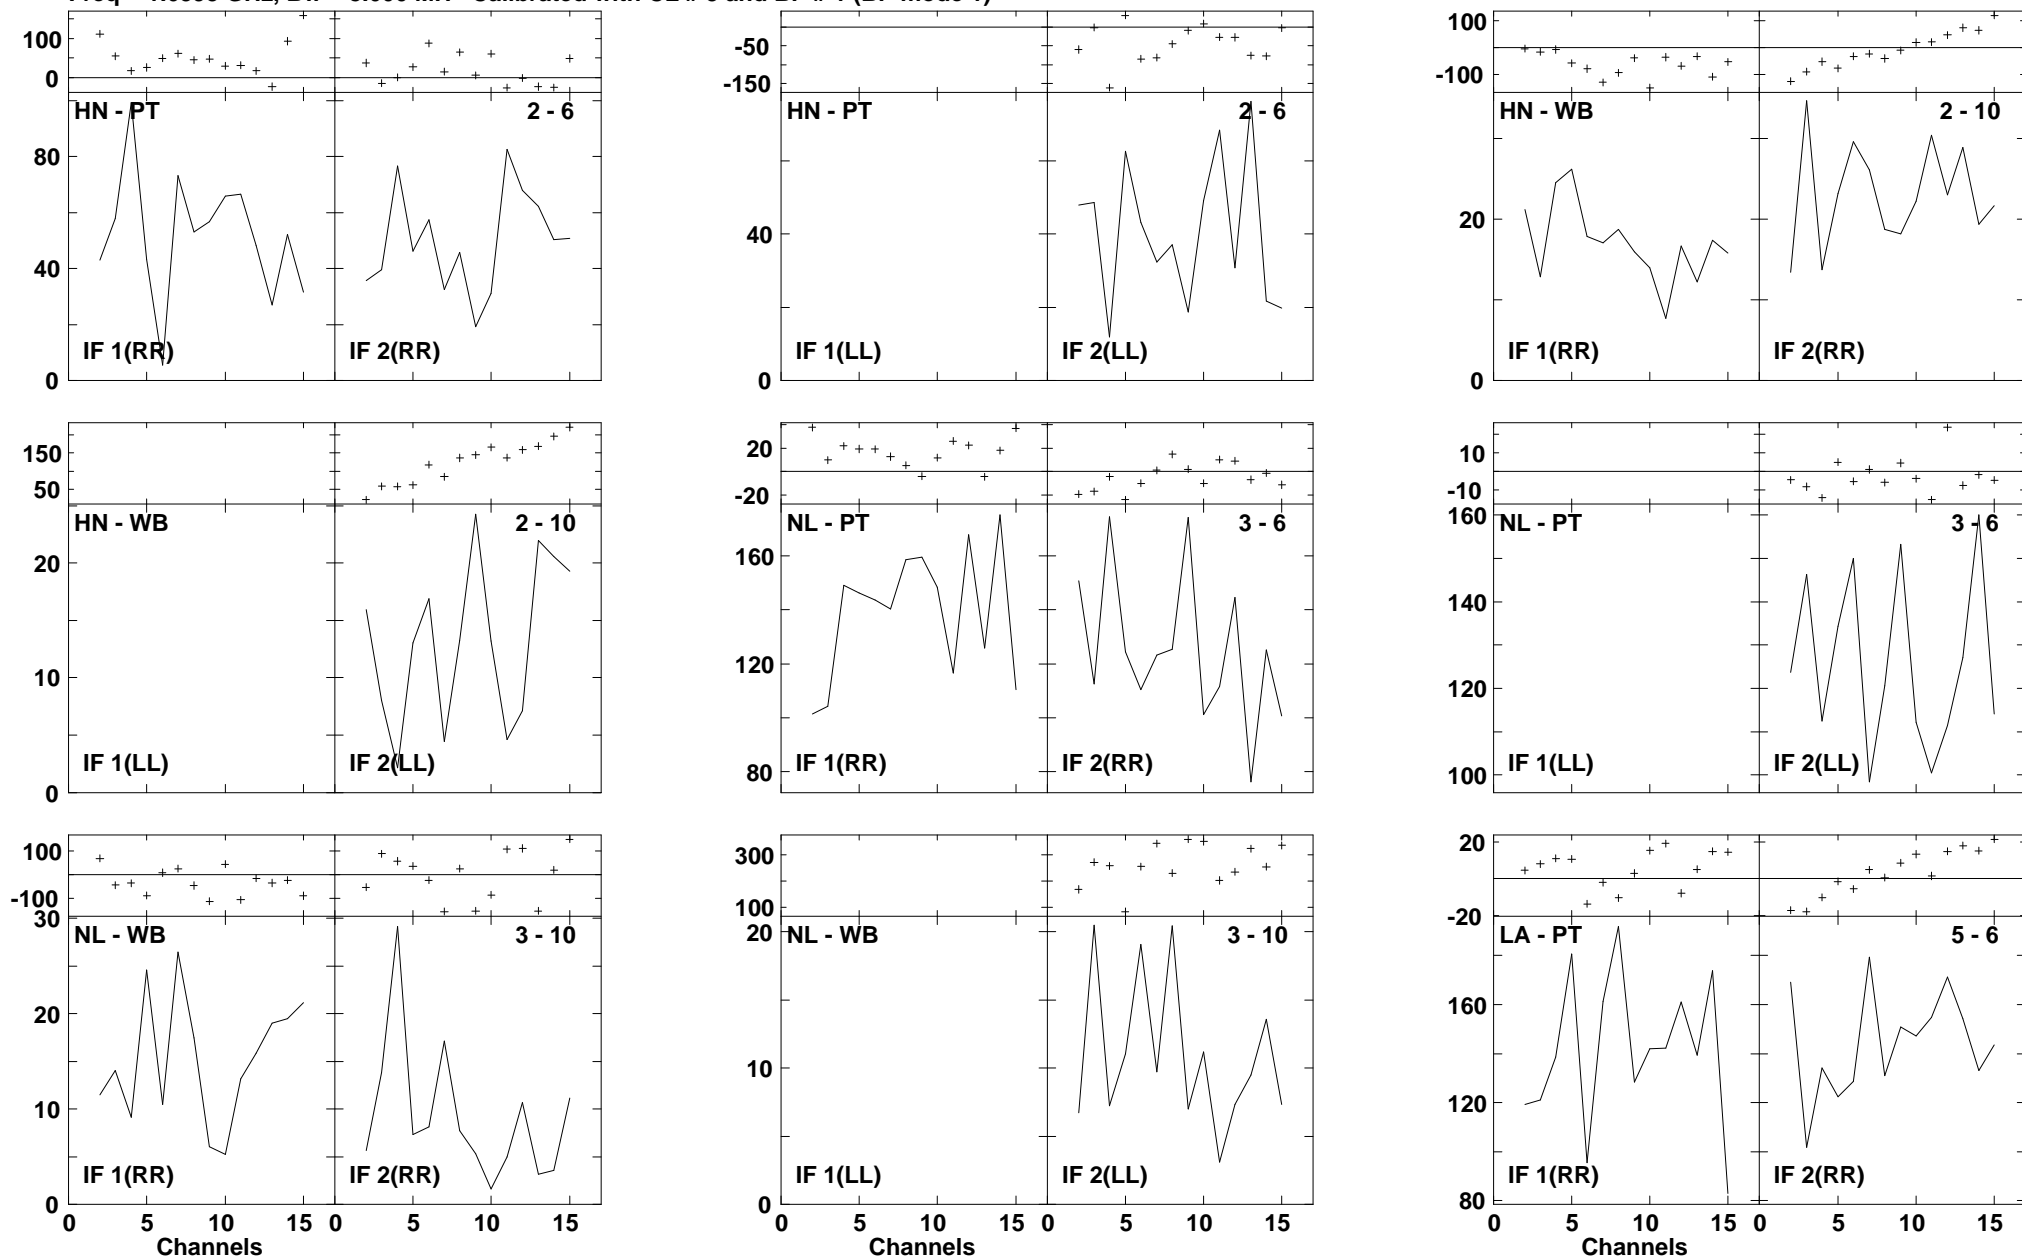 100
0
HN - PT
2 - 6
80
40
0
IF 1(RR)
IF 2(RR)
-50
-150
HN - PT
2 - 6
40
0
IF 1(LL)
IF 2(LL)
100
-100
HN - WB
2 - 10
20
0
IF 1(RR)
IF 2(RR)
150
50
HN - WB
2 - 10
20
10
0
IF 1(LL)
IF 2(LL)
20
-20
NL - PT
3 - 6
160
120
80
IF 1(RR)
IF 2(RR)
10
-10
160
NL - PT
3 - 6
140
120
100
IF 1(LL)
IF 2(LL)
100
-100
30
NL - WB
3 - 10
20
10
0
IF 1(RR)
IF 2(RR)
0 5 10 15 0 5 10 15
Channels
300
100
20
NL - WB
3 - 10
10
0
IF 1(LL)
IF 2(LL)
0 5 10 15 0 5 10 15
Channels
20
-20
LA - PT
5 - 6
160
120
80
IF 1(RR)
IF 2(RR)
0 5 10 15 0 5 10 15
Channels